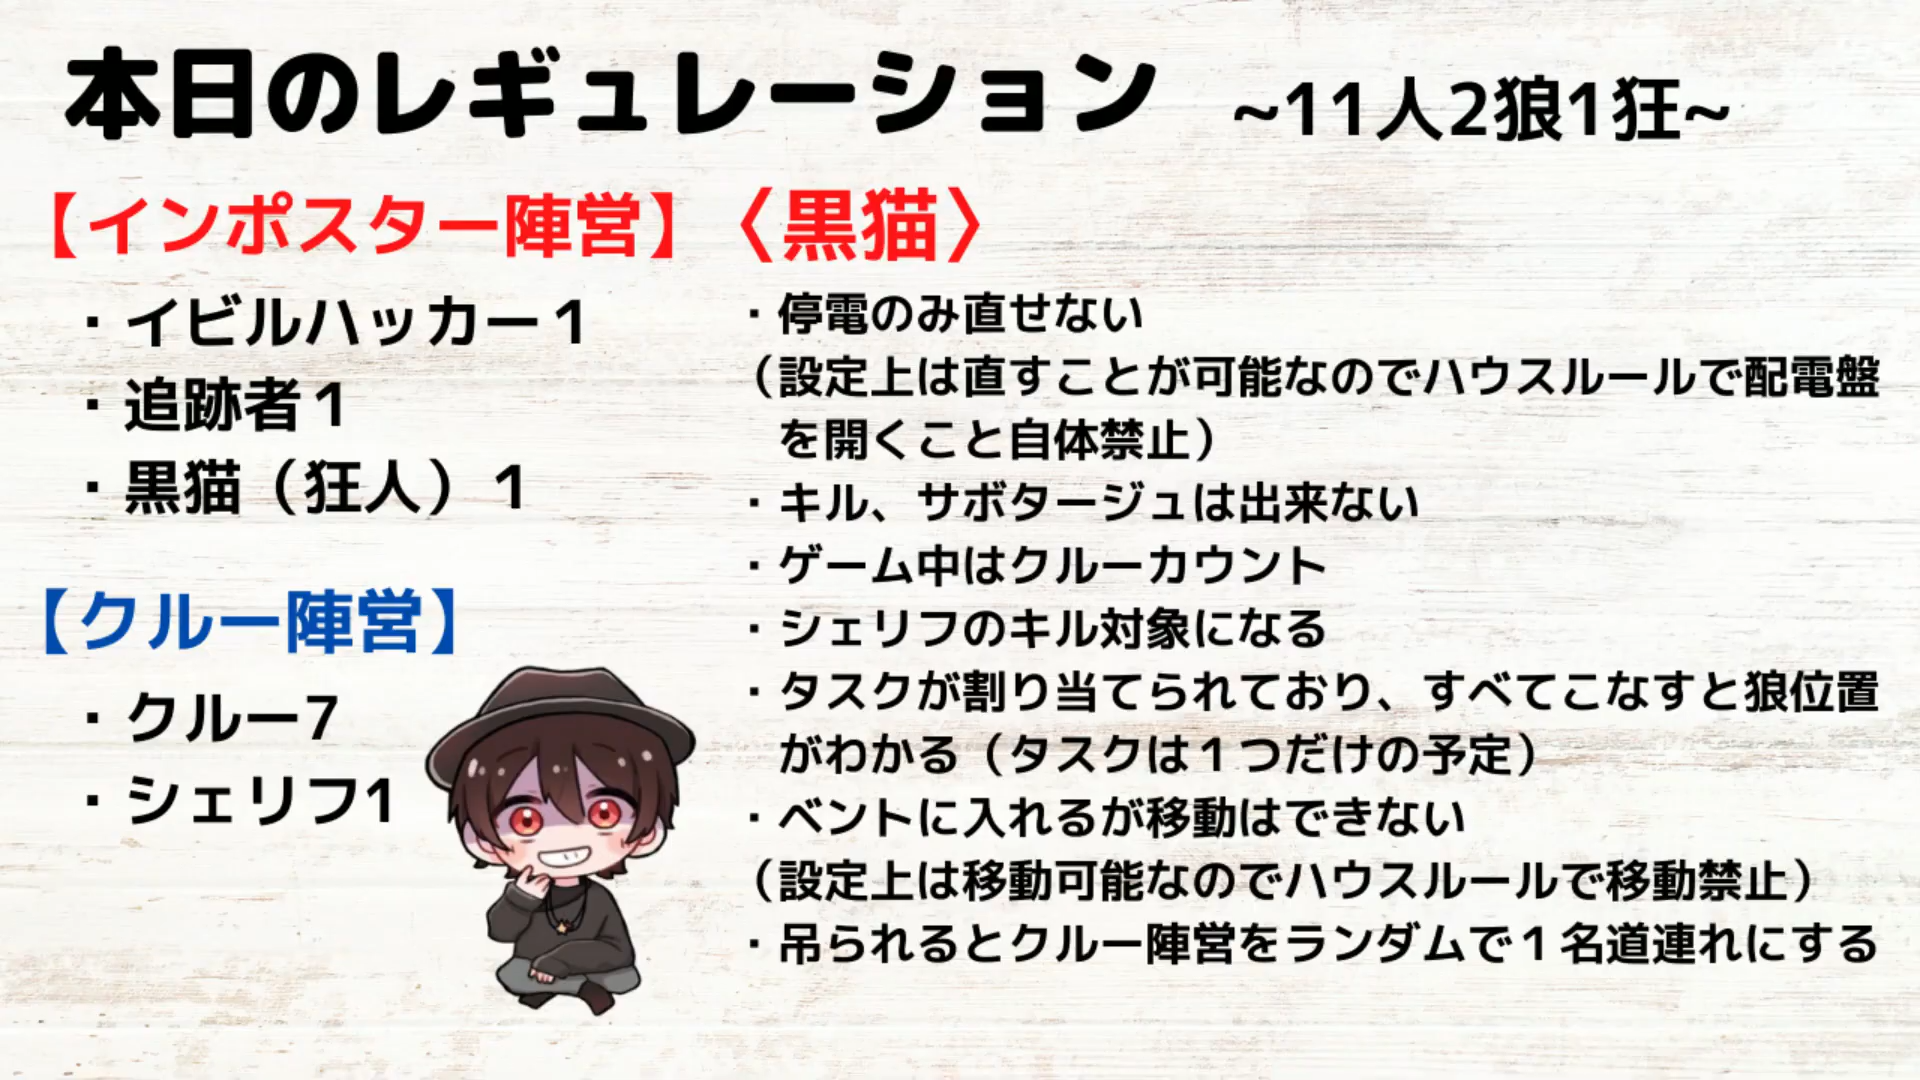 本日のレギュレーション ~11人2狼1狂~
【インポスター陣営】
・イビルハッカー１
・追跡者１
・黒猫（狂人）１
【クルー陣営】
・クルー7
・シェリフ1
〈黒猫〉
・停電のみ直せない
（設定上は直すことが可能なのでハウスルールで配電盤
を開くこと自体禁止）
・キル、サボタージュは出来ない
・ゲーム中はクルーカウント
・シェリフのキル対象になる
・タスクが割り当てられており、すべてこなすと狼位置
がわかる（タスクは１つだけの予定）
・ベントに入れるが移動はできない
（設定上は移動可能なのでハウスルールで移動禁止）
・吊られるとクルー陣営をランダムで１名道連れにする